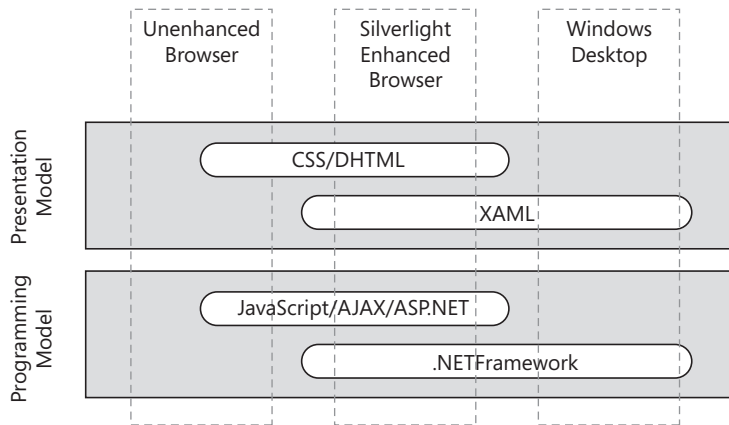 Unenhanced
Browser
Silverlight
Enhanced
Browser
Windows
Desktop
Presentation
Model
CSS/DHTML
XAML
Programming
Model
JavaScript/AJAX/ASP.NET
.NETFramework